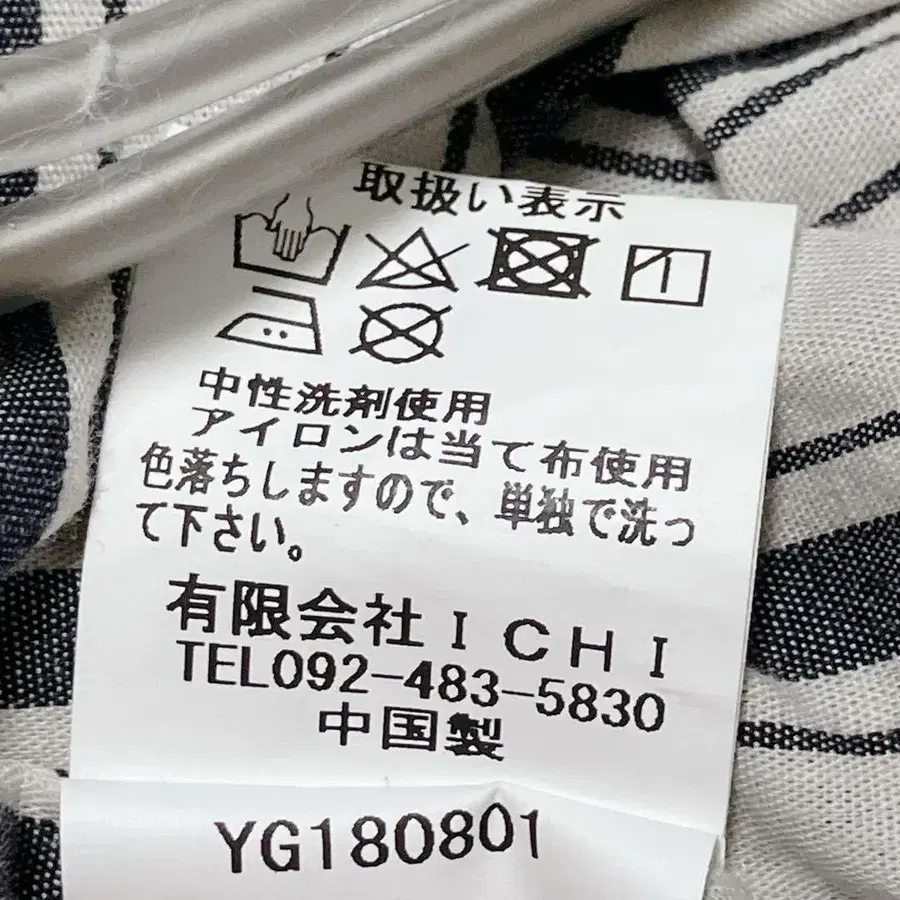 取扱い表示
中性洗剤使用
アイロンは当て布使用
色落ちしますので、単独で洗っ
て下さい。
有限会社ICHI
TEL092-483-5830
中国製
YG180801